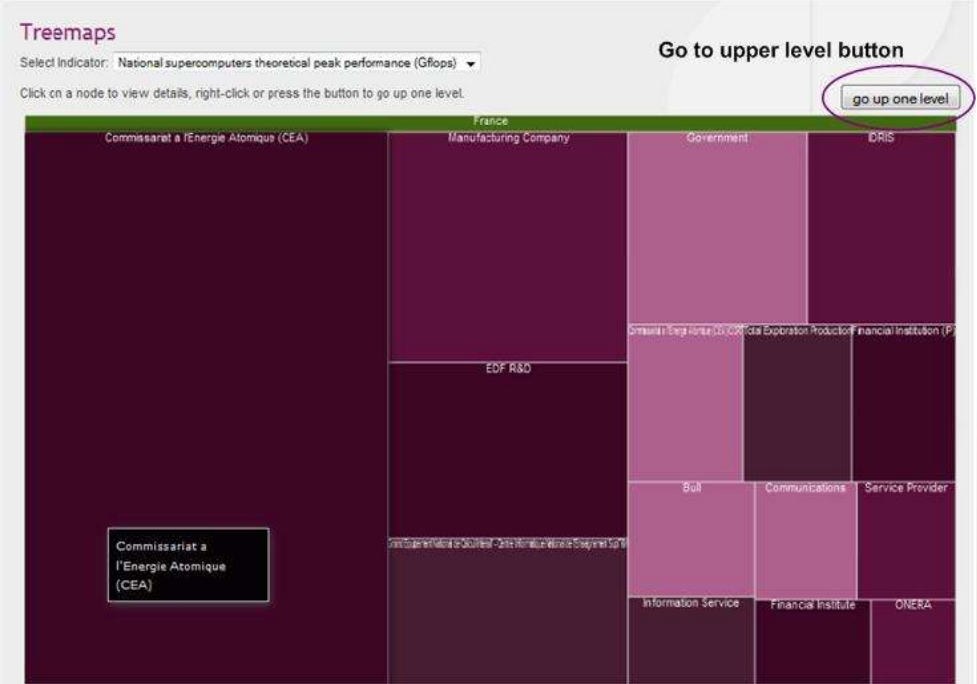 Treemaps
Select Indicator: National supercomputers theoretical peak performance (Gflops)
Go to upper level button
Click on a node to view details, right-click or press the button to go up one level.
go up one level
France
Commissariat a l'Energie Atomique (CEA)
Manufacturing Company
Government
IDRIS
Total Exploration Production
Financial Institution (P)
EDF R&D
Bull
Communications
Service Provider
Commissariat a
l'Energie Atomique
(CEA)
Information Service
Financial Institute
ONERA